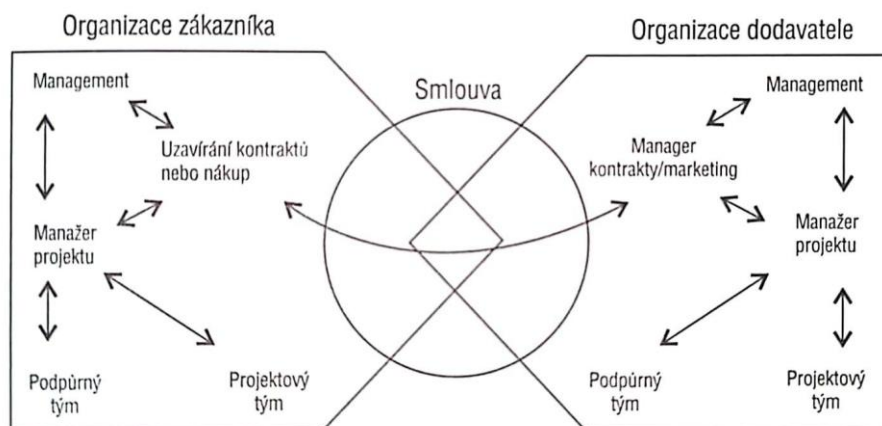 Organizace zákazníka
Organizace dodavatele
Smlouva
Management
Uzavírání kontraktů
nebo nákup
Manažer
projektu
Podpůrný
tým
Projektový
tým
Management
Manager
kontrakty/marketing
Manažer
projektu
Podpůrný
tým
Projektový
tým